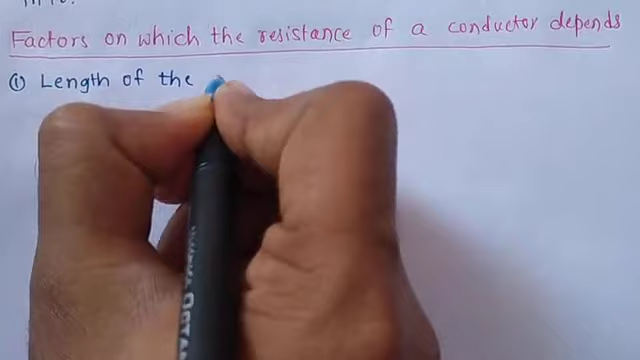 Factors on which the resistance of a conductor depends
① Length of the